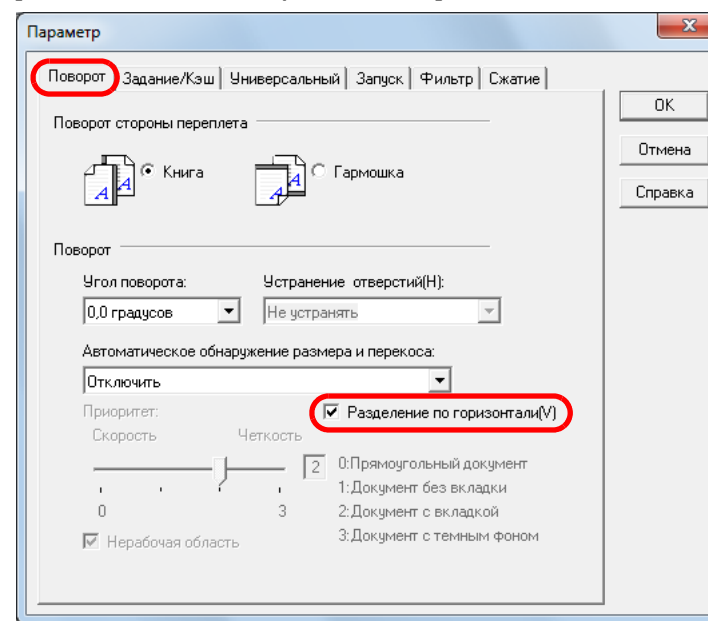 Параметр
Поворот Задание/Кэш Универсальный Запуск Фильтр Сжатие
OK
Отмена
Справка
Поворот стороны переплета
Книга Гармошка
Поворот
Угол поворота: Устранение отверстий(H):
0,0 градусов Не устранять
Автоматическое обнаружение размера и перекоса:
Отключить
Приоритет: Разделение по горизонтали(V)
Скорость Четкость
2 0:Прямоугольный документ
1:Документ без вкладки
0 3 2:Документ с вкладкой
Нерабочая область 3:Документ с темным фоном